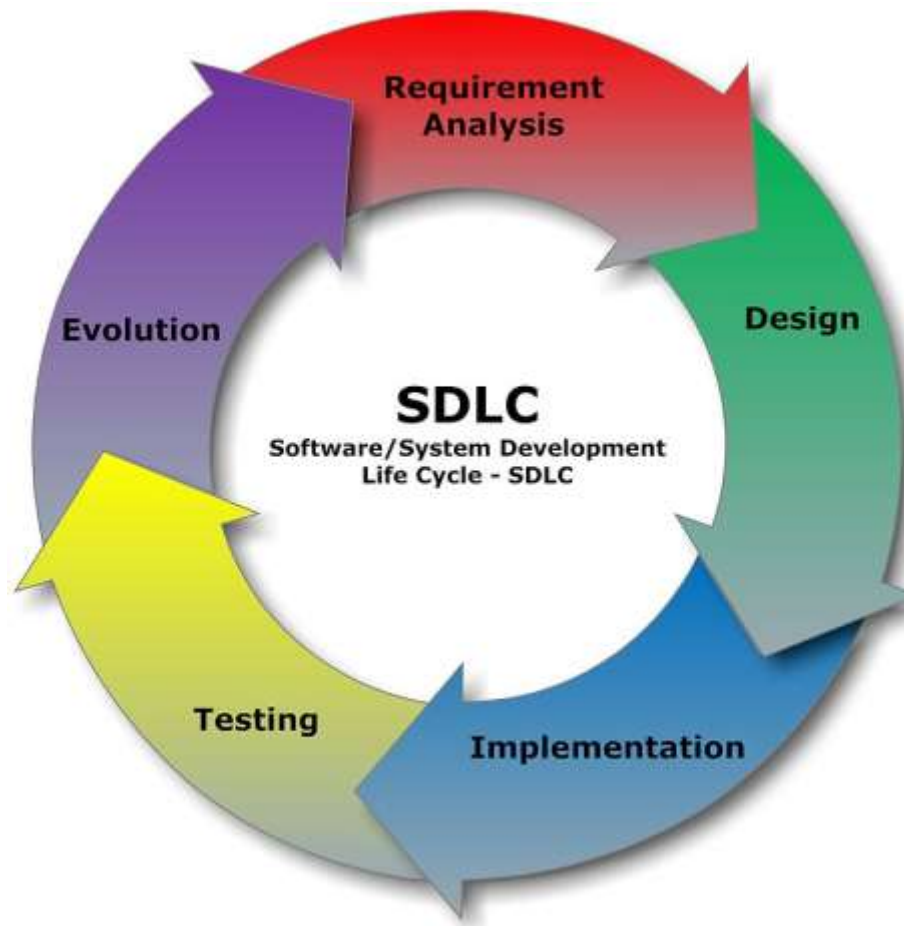 Requirement
Analysis
Design
Implementation
Testing
Evolution
SDLC
Software/System Development
Life Cycle - SDLC